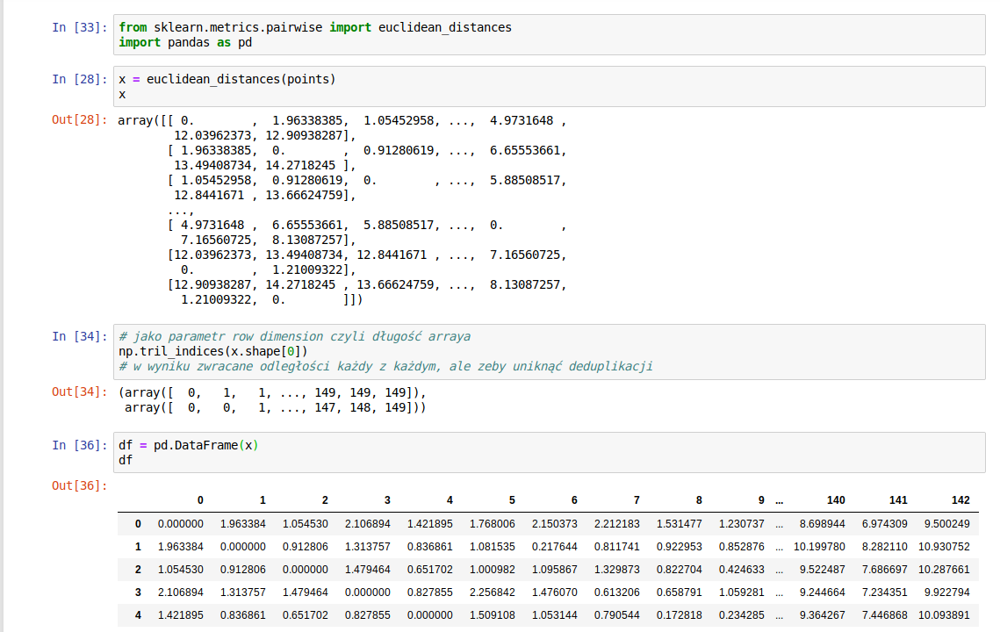 In [33]: from sklearn.metrics.pairwise import euclidean_distances
import pandas as pd
In [28]: x = euclidean_distances(points)
x
Out[28]: array([[ 0.        ,  1.96338385,  1.05452958, ...,  4.9731648 ,
12.03962373, 12.90938287],
[ 1.96338385,  0.        ,  0.91280619, ...,  6.65553661,
13.49408734, 14.2718245 ],
[ 1.05452958,  0.91280619,  0.        , ...,  5.88508517,
12.8441671 , 13.66624759],
...,
[ 4.9731648 ,  6.65553661,  5.88508517, ...,  0.        ,
7.16560725,  8.13087257],
[12.03962373, 13.49408734, 12.8441671 , ...,  7.16560725,
0.        ,  1.21009322],
[12.90938287, 14.2718245 , 13.66624759, ...,  8.13087257,
1.21009322,  0.        ]])
In [34]: # jako parametr row dimension czyli długość arraya
np.tril_indices(x.shape[0])
# w wyniku zwracane odległości każdy z każdym, ale zeby uniknąć deduplikacji
Out[34]: (array([  0,   1,   1, ..., 149, 149, 149]),
array([  0,   0,   1, ..., 147, 148, 149]))
In [36]: df = pd.DataFrame(x)
df
Out[36]:
0 1 2 3 4 5 6 7 8 9 ... 140 141 142
0 0.000000 1.963384 1.054530 2.106894 1.421895 1.768006 2.150373 2.212183 1.531477 1.230737 ... 8.698944 6.974309 9.500249
1 1.963384 0.000000 0.912806 1.313757 0.836861 1.081535 0.217644 0.811741 0.922953 0.852876 ... 10.199780 8.282110 10.930752
2 1.054530 0.912806 0.000000 1.479464 0.651702 1.000982 1.095867 1.329873 0.822704 0.424633 ... 9.522487 7.686697 10.287661
3 2.106894 1.313757 1.479464 0.000000 0.827855 2.256842 1.476070 0.613206 0.658791 1.059281 ... 9.244664 7.234351 9.922794
4 1.421895 0.836861 0.651702 0.827855 0.000000 1.509108 1.053144 0.790544 0.172818 0.234285 ... 9.364267 7.446868 10.093891